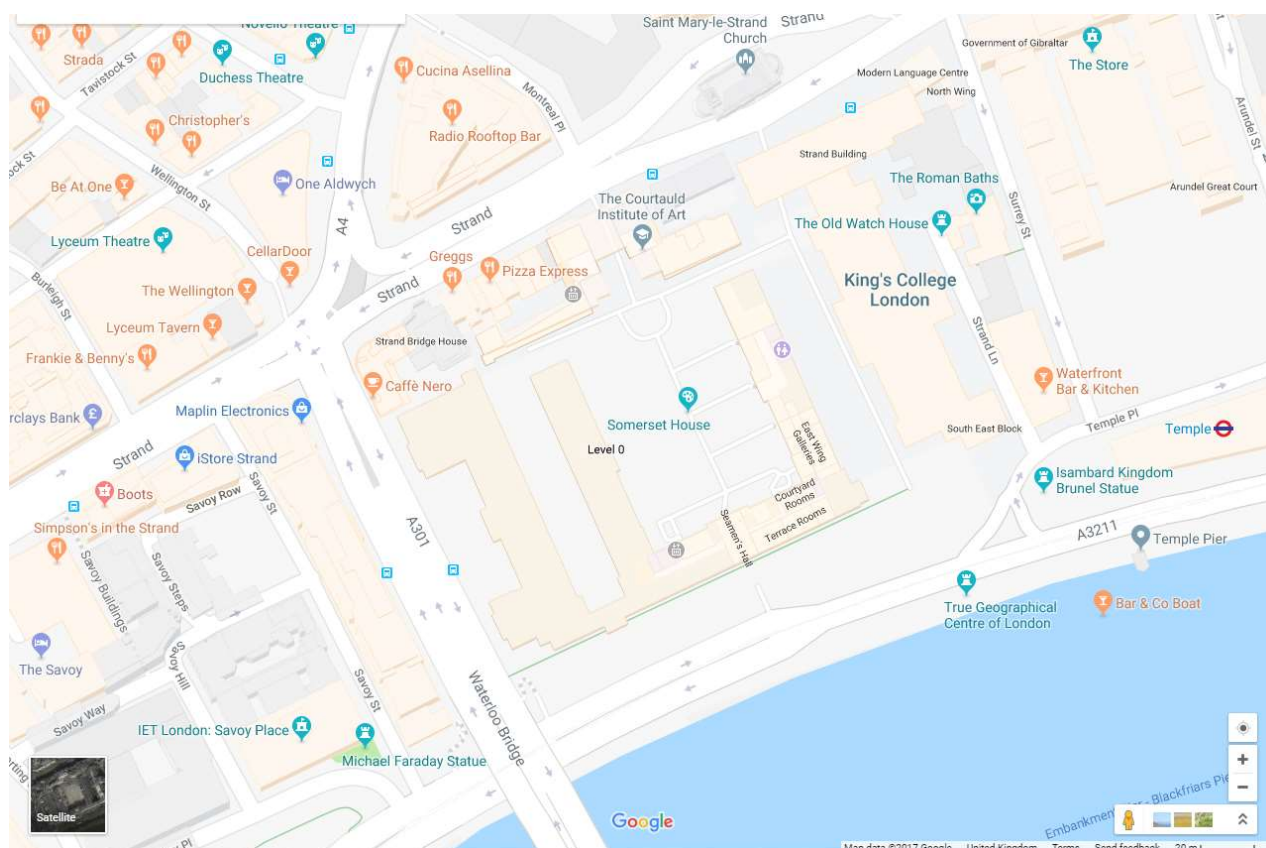 Novello Theatre
Saint Mary-le-Strand
Church
Strand
Strada
Tavistock St
Duchess Theatre
Cucina Asellina
Montreal Pl
Government of Gibraltar
The Store
Modern Language Centre
North Wing
Arundel St
Christopher's
Radio Rooftop Bar
Strand Building
Be At One
Wellington St
One Aldwych
The Courtauld
Institute of Art
The Roman Baths
Arundel Great Court
Surrey St
Lyceum Theatre
A4
Strand
The Old Watch House
CellarDoor
Greggs
Pizza Express
Burleigh St
The Wellington
Strand
King's College
London
Lyceum Tavern
Strand Bridge House
Strand Ln
Frankie & Benny's
Caffè Nero
Waterfront
Bar & Kitchen
Maplin Electronics
Somerset House
Temple Pl
Temple
South East Block
Strand
Level 0
East Wing
Galleries
iStore Strand
Isambard Kingdom
Brunel Statue
Boots
Savoy Row
Savoy St
Courtyard
Rooms
Terrace Rooms
Seamen's Hall
Simpson's in the Strand
A301
A3211
Temple Pier
Savoy Buildings
Savoy Steps
True Geographical
Centre of London
Bar & Co Boat
The Savoy
Savoy Hill
Savoy St
Savoy Way
Waterloo Bridge
IET London: Savoy Place
Michael Faraday Statue
Satellite
Google
Map data ©2017 Google United Kingdom Terms Send feedback 20 m